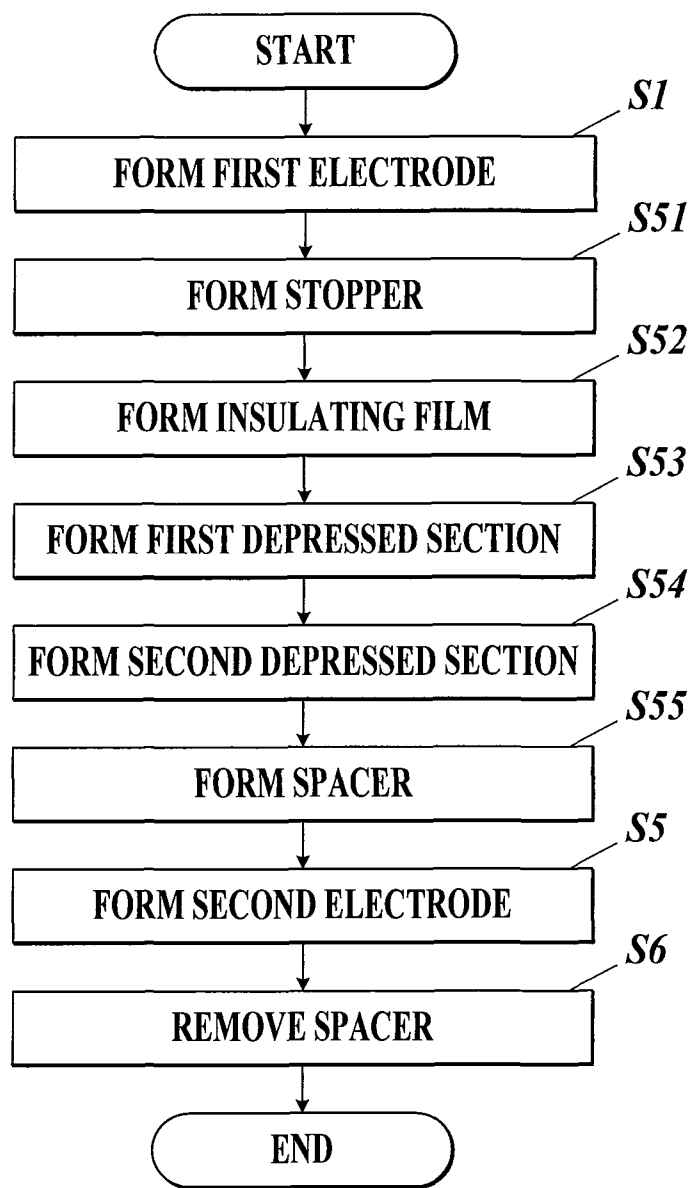 START
S1
FORM FIRST ELECTRODE
S51
FORM STOPPER
S52
FORM INSULATING FILM
S53
FORM FIRST DEPRESSED SECTION
S54
FORM SECOND DEPRESSED SECTION
S55
FORM SPACER
S5
FORM SECOND ELECTRODE
S6
REMOVE SPACER
END